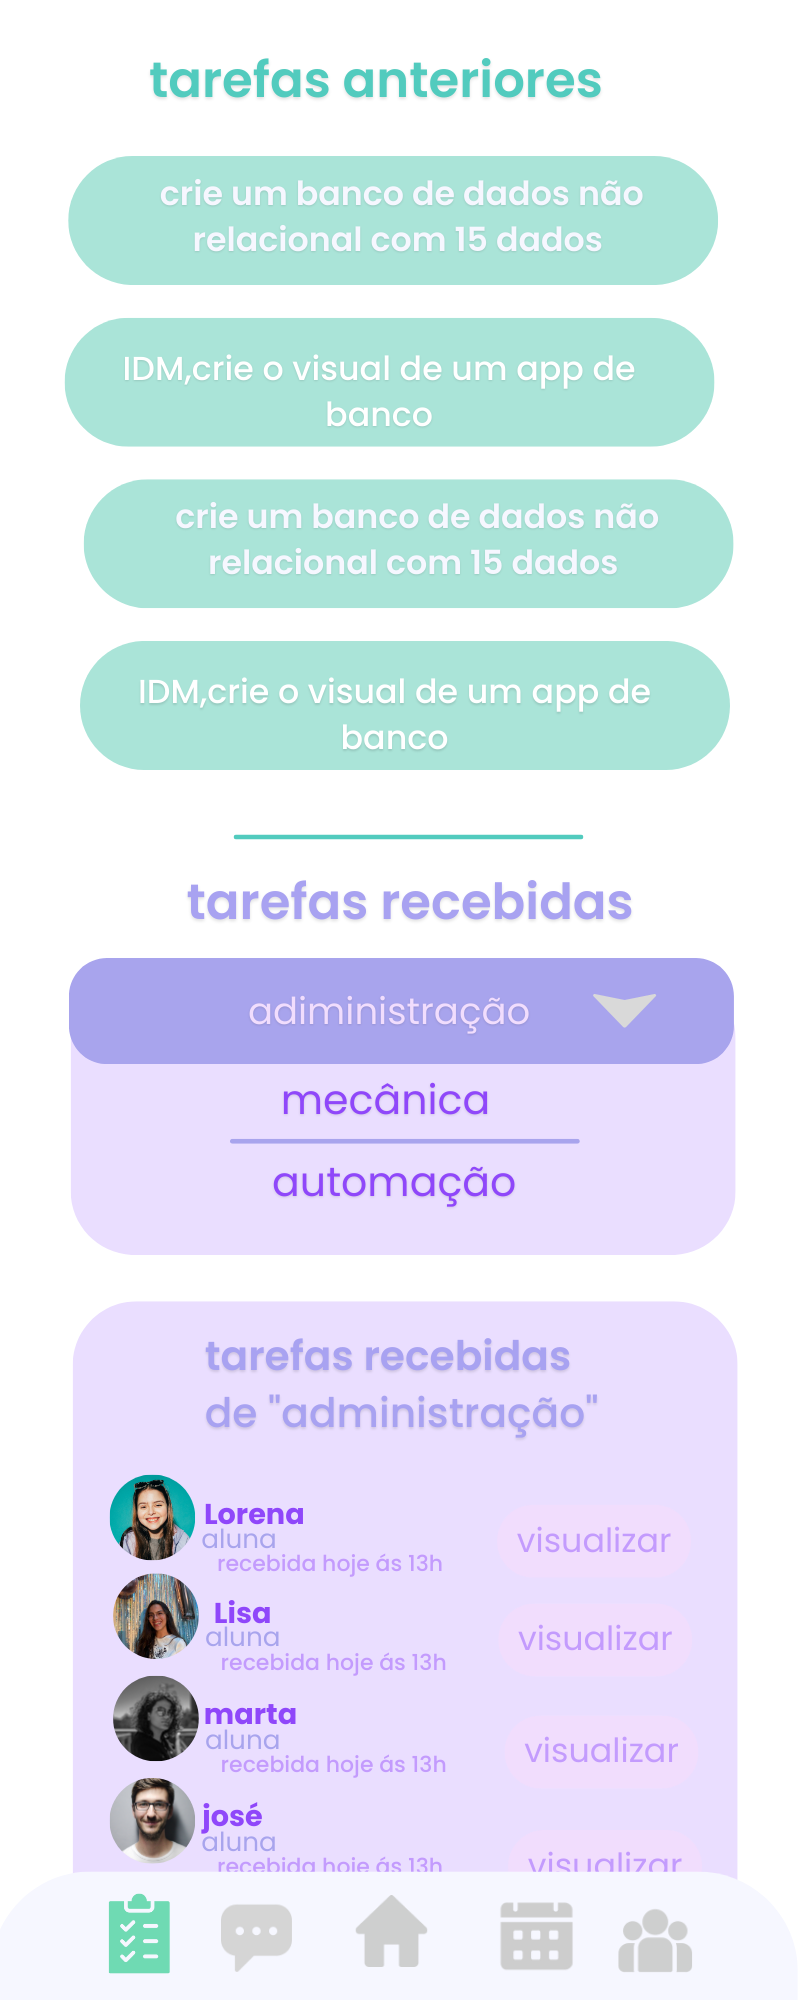 tarefas anteriores
crie um banco de dados não
relacional com 15 dados
IDM,crie o visual de um app de
banco
crie um banco de dados não
relacional com 15 dados
IDM,crie o visual de um app de
banco
tarefas recebidas
adiministração
mecânica
automação
tarefas recebidas
de "administração"
Lorena
aluna
recebida hoje ás 13h
visualizar
Lisa
aluna
recebida hoje ás 13h
visualizar
marta
aluna
recebida hoje ás 13h
visualizar
josé
aluna
recebida hoje ás 13h
visualizar